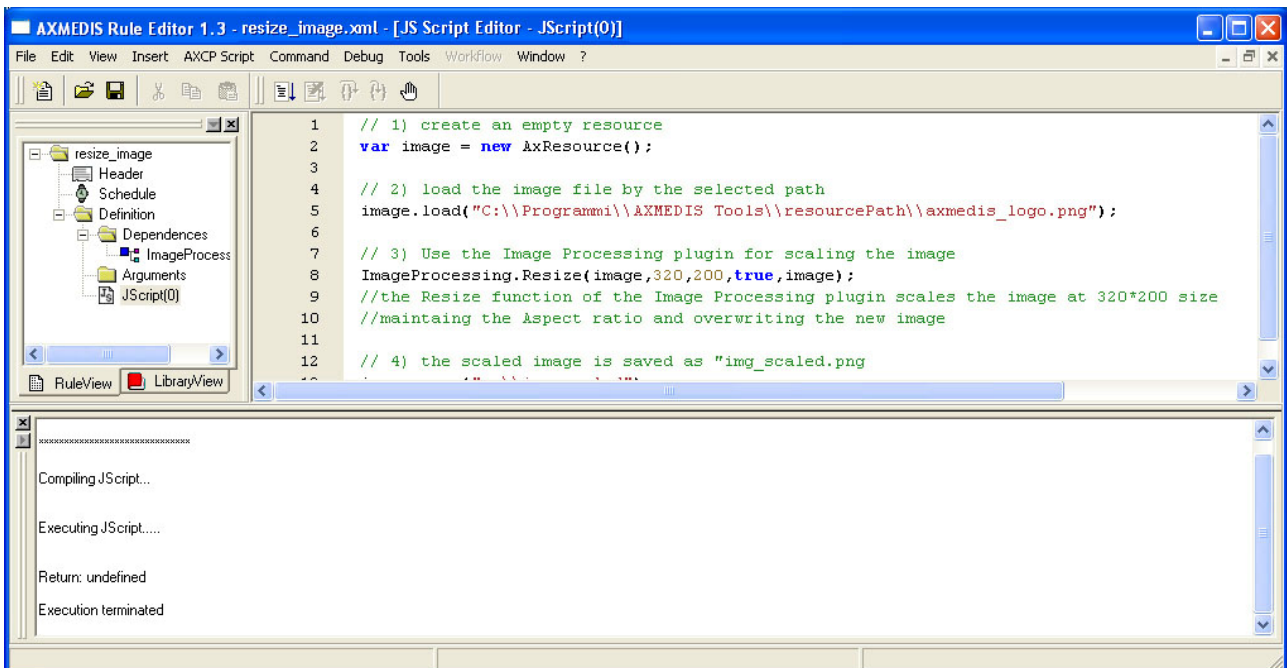 AXMEDIS Rule Editor 1.3 - resize_image.xml - [JS Script Editor - JScript(0)]
File Edit View Insert AXCP Script Command Debug Tools Workflow Window ?
resize_image
Header
Schedule
Definition
Dependences
ImageProcess
Arguments
JScript(0)
RuleView LibraryView
1 // 1) create an empty resource
2 var image = new AxResource();
3
4 // 2) load the image file by the selected path
5 image.load("C:\\Programmi\\AXMEDIS Tools\\resourcePath\\axmedis_logo.png");
6
7 // 3) Use the Image Processing plugin for scaling the image
8 ImageProcessing.Resize(image,320,200,true,image);
9 //the Resize function of the Image Processing plugin scales the image at 320*200 size
10 //maintaing the Aspect ratio and overwriting the new image
11
12 // 4) the scaled image is saved as "img_scaled.png
xxxxxxxxxxxxxxxxxxxxxxxxxxxxxx
Compiling JScript...
Executing JScript.....
Return: undefined
Execution terminated